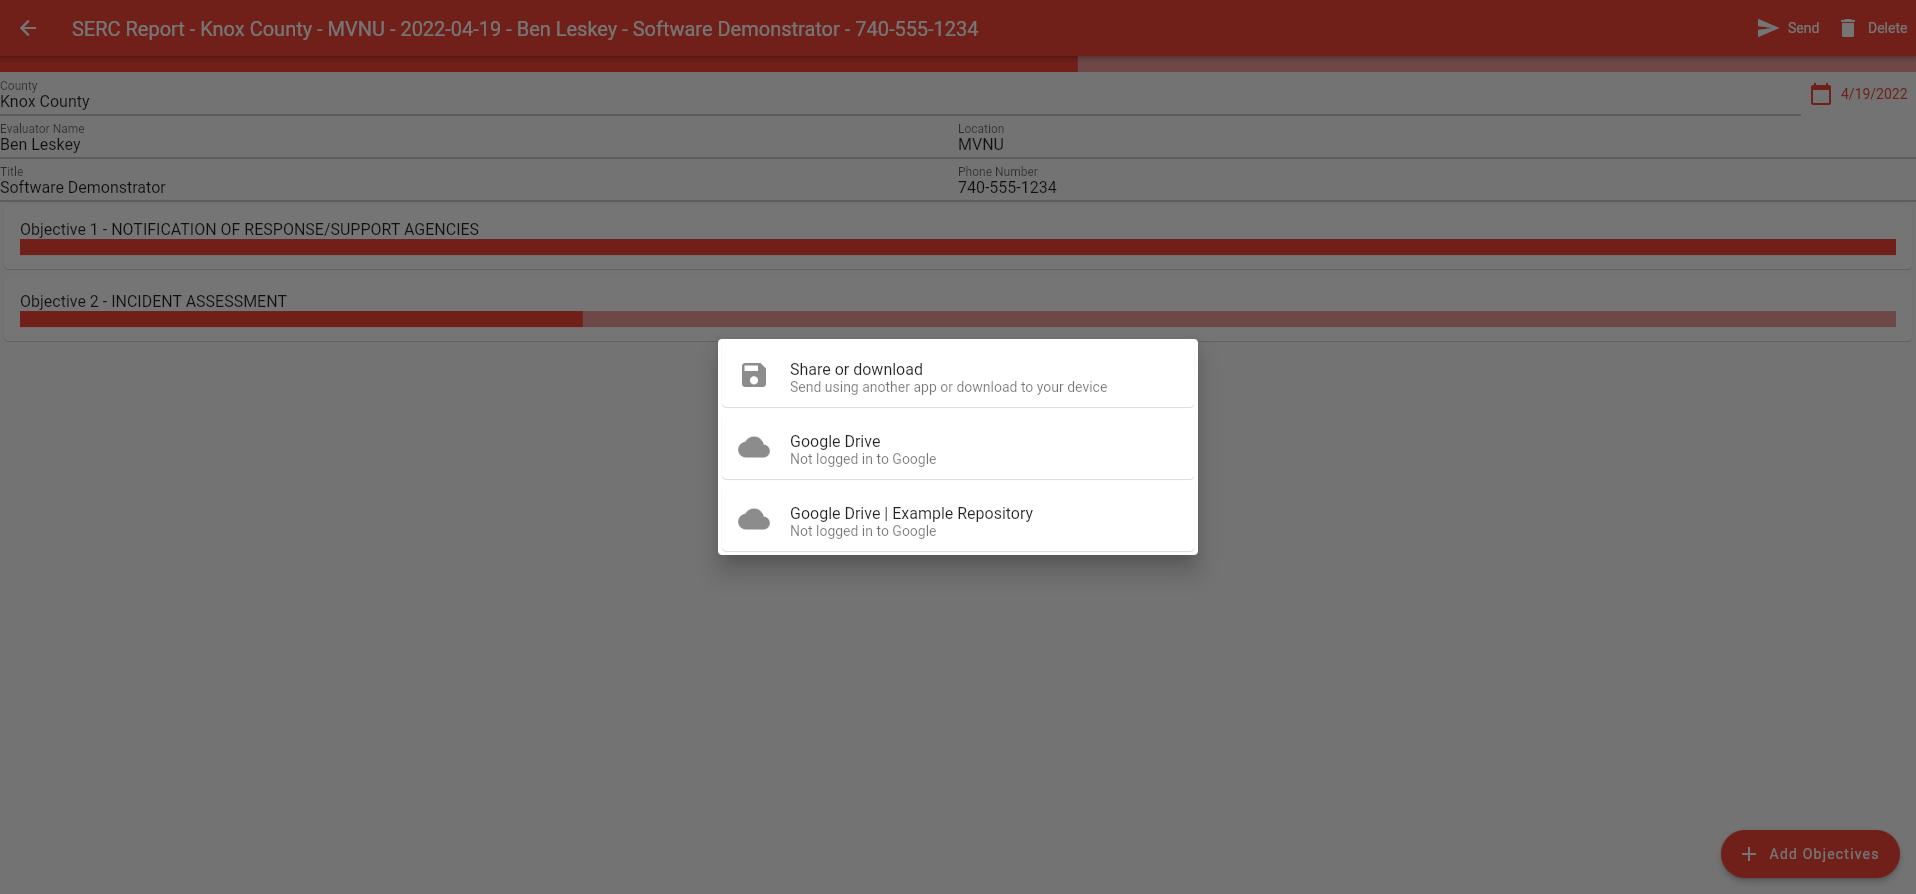 SERC Report - Knox County - MVNU - 2022-04-19 - Ben Leskey - Software Demonstrator - 740-555-1234
Send
Delete
County
Knox County
4/19/2022
Evaluator Name
Ben Leskey
Location
MVNU
Title
Software Demonstrator
Phone Number
740-555-1234
Objective 1 - NOTIFICATION OF RESPONSE/SUPPORT AGENCIES
Objective 2 - INCIDENT ASSESSMENT
Share or download
Send using another app or download to your device
Google Drive
Not logged in to Google
Google Drive | Example Repository
Not logged in to Google
Add Objectives